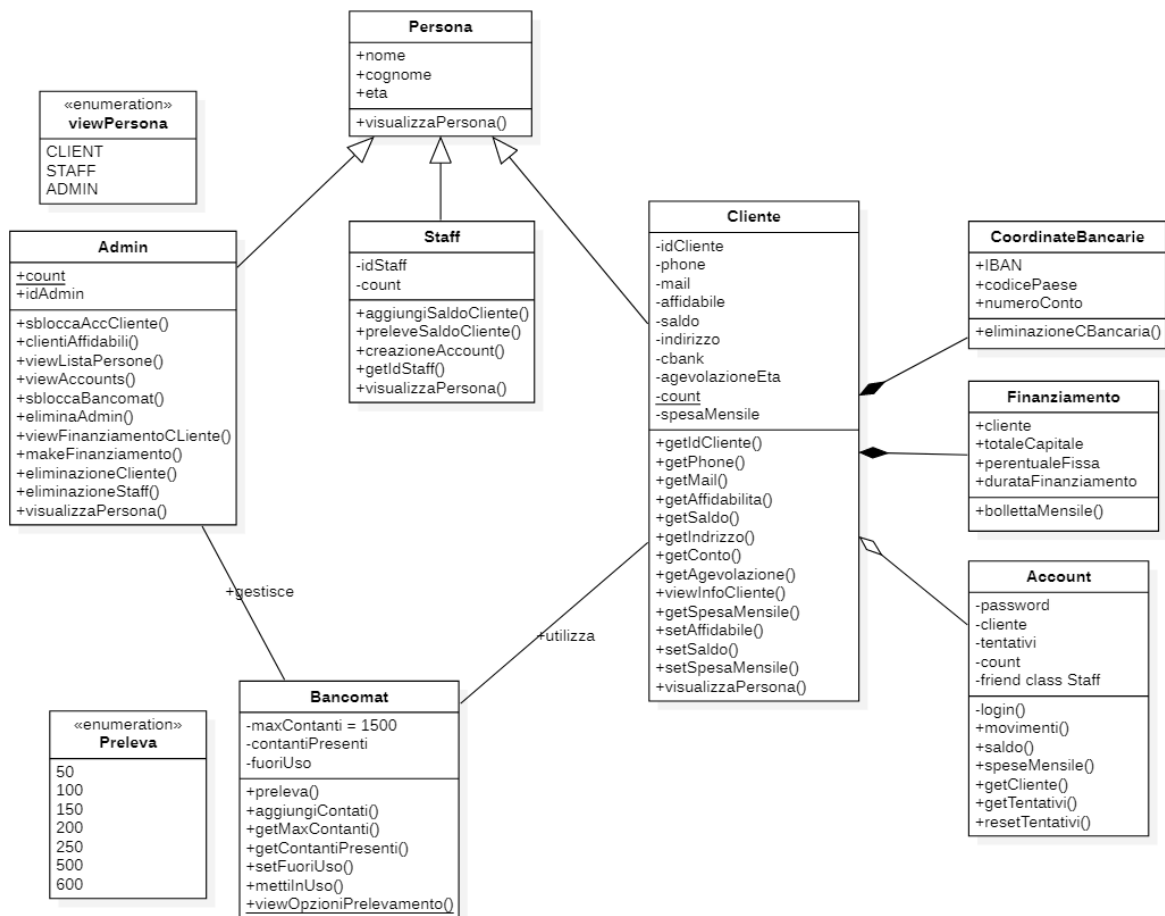 Persona
+nome
+cognome
+eta
+visualizzaPersona()
«enumeration»
viewPersona
CLIENT
STAFF
ADMIN
Admin
+count
+idAdmin
+sbloccaAccCliente()
+clientiAffidabili()
+viewListaPersone()
+viewAccounts()
+sbloccaBancomat()
+eliminaAdmin()
+viewFinanziamentoCLiente()
+makeFinanziamento()
+eliminazioneCliente()
+eliminazioneStaff()
+visualizzaPersona()
Staff
-idStaff
-count
+aggiungiSaldoCliente()
+preleveSaldoCliente()
+creazioneAccount()
+getIdStaff()
+visualizzaPersona()
Cliente
-idCliente
-phone
-mail
-affidabile
-saldo
-indirizzo
-cbank
-agevolazioneEta
-count
-spesaMensile
+getIdCliente()
+getPhone()
+getMail()
+getAffidabilita()
+getSaldo()
+getIndrizzo()
+getConto()
+getAgevolazione()
+viewInfoCliente()
+getSpesaMensile()
+setAffidabile()
+setSaldo()
+setSpesaMensile()
+visualizzaPersona()
CoordinateBancarie
+IBAN
+codicePaese
+numeroConto
+eliminazioneCBancaria()
Finanziamento
+cliente
+totaleCapitale
+perentualeFissa
+durataFinanziamento
+bollettaMensile()
Account
-password
-cliente
-tentativi
-count
-friend class Staff
-login()
+movimenti()
+saldo()
+speseMensile()
+getCliente()
+getTentativi()
+resetTentativi()
+gestisce
+utilizza
Bancomat
-maxContanti = 1500
-contantiPresenti
-fuoriUso
+preleva()
+aggiungiContati()
+getMaxContanti()
+getContantiPresenti()
+setFuoriUso()
+mettiInUso()
+viewOpzioniPrelevamento()
«enumeration»
Preleva
50
100
150
200
250
500
600